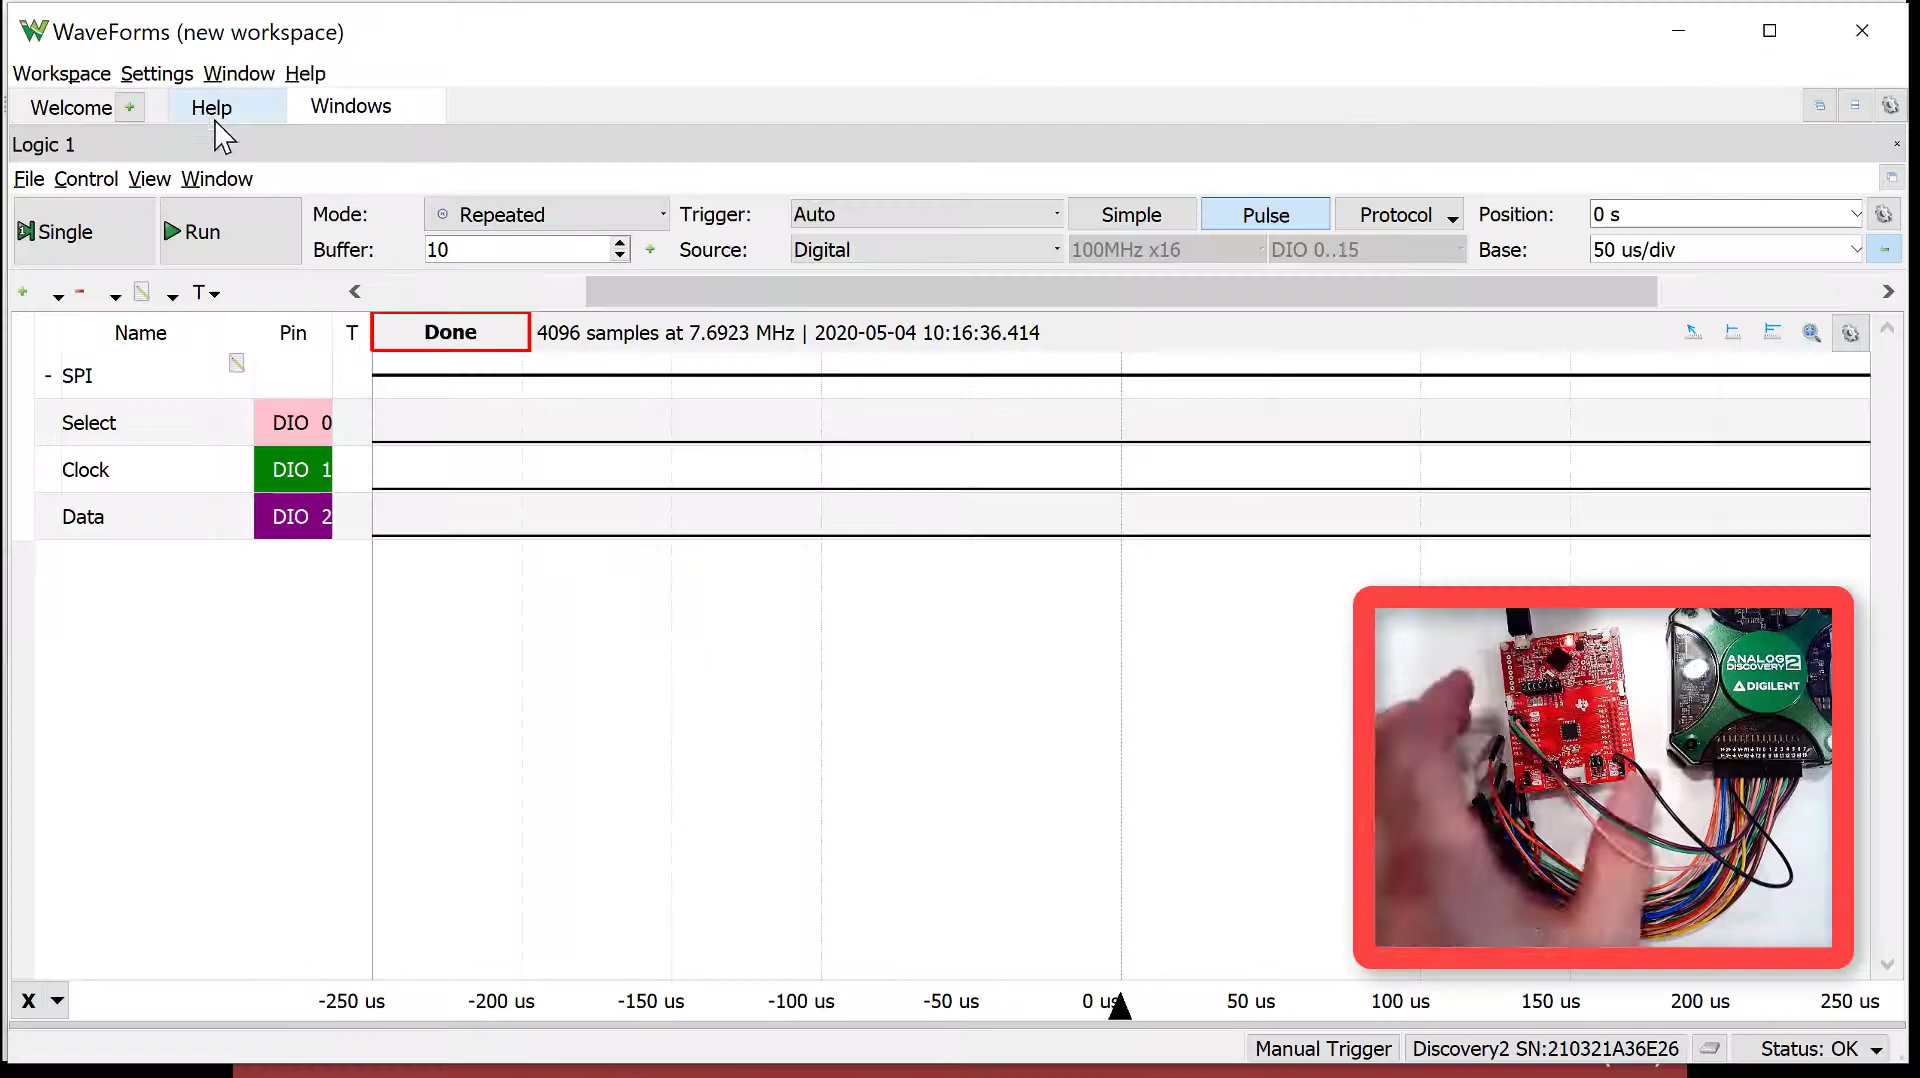 WaveForms (new workspace)
Workspace Settings Window Help
Welcome + Help Windows
Logic 1
File Control View Window
Single Run Mode: Repeated Trigger: Auto Simple Pulse Protocol Position: 0 s
Buffer: 10 Source: Digital 100MHz x16 DIO 0..15 Base: 50 us/div
T
Name Pin T Done 4096 samples at 7.6923 MHz | 2020-05-04 10:16:36.414
- SPI
Select DIO 0
Clock DIO 1
Data DIO 2
ANALOG
DISCOVERY 2
DIGILENT
X -250 us -200 us -150 us -100 us -50 us 0 us 50 us 100 us 150 us 200 us 250 us
Manual Trigger Discovery2 SN:210321A36E26 Status: OK